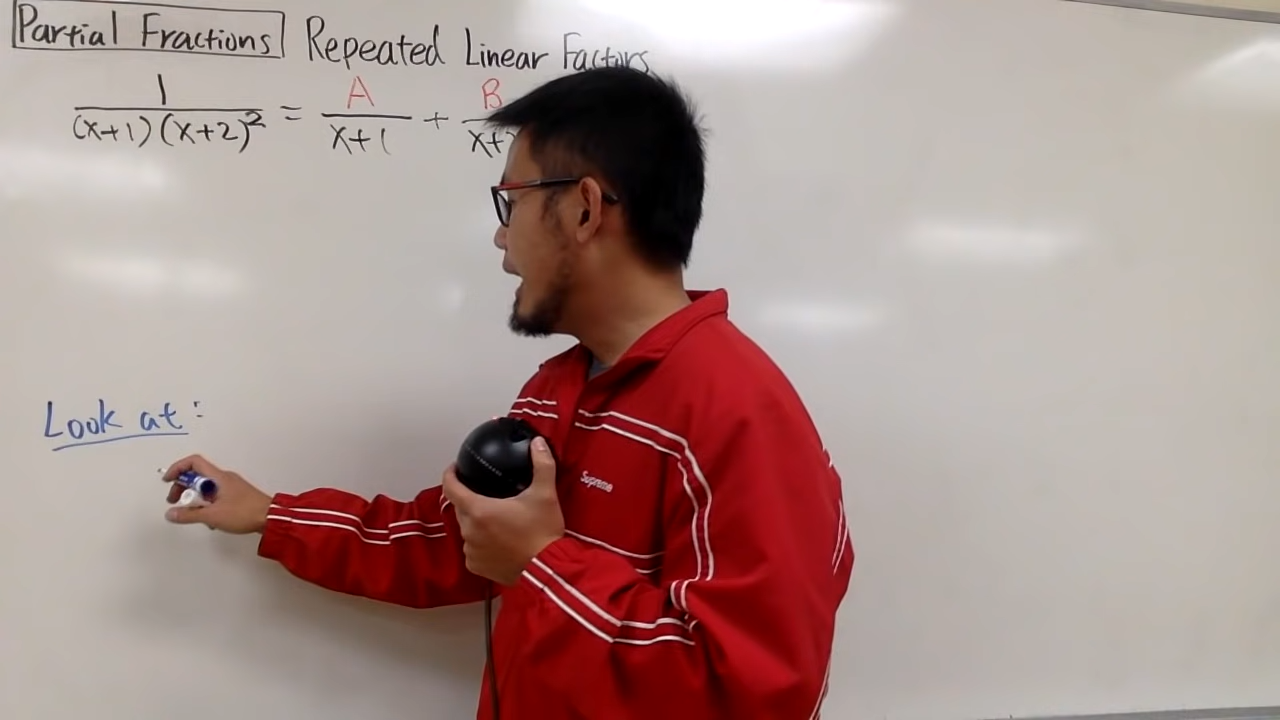 Partial Fractions Repeated Linear Factors
1 / (x+1)(x+2)² = A / x+1 + B / x+
Look at:
Supreme